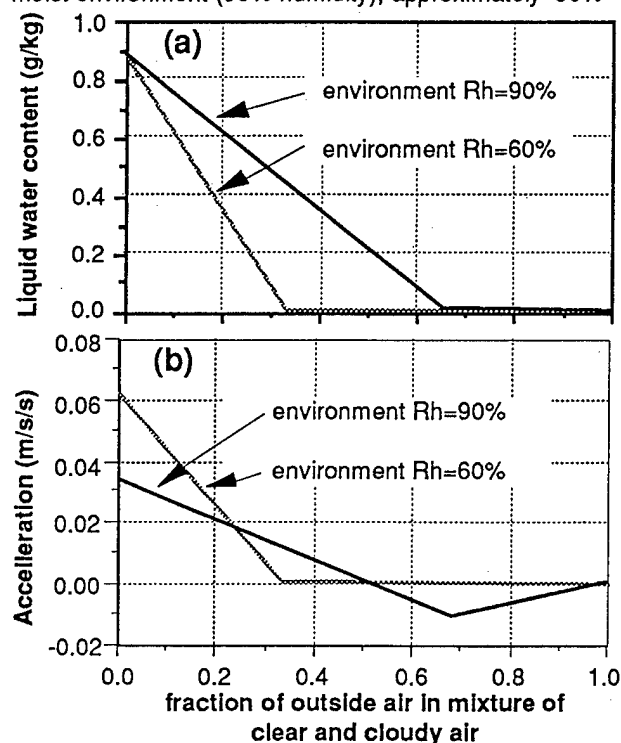 moist environment (90% humidity), approximately
(a)
1.0
0.8
0.6
0.4
0.2
0.0
Liquid water content (g/kg)
environment Rh=90%
environment Rh=60%
(b)
0.08
0.06
0.04
0.02
0.00
-0.02
Accelleration (m/s/s)
environment Rh=90%
environment Rh=60%
0.0 0.2 0.4 0.6 0.8 1.0
fraction of outside air in mixture of
clear and cloudy air